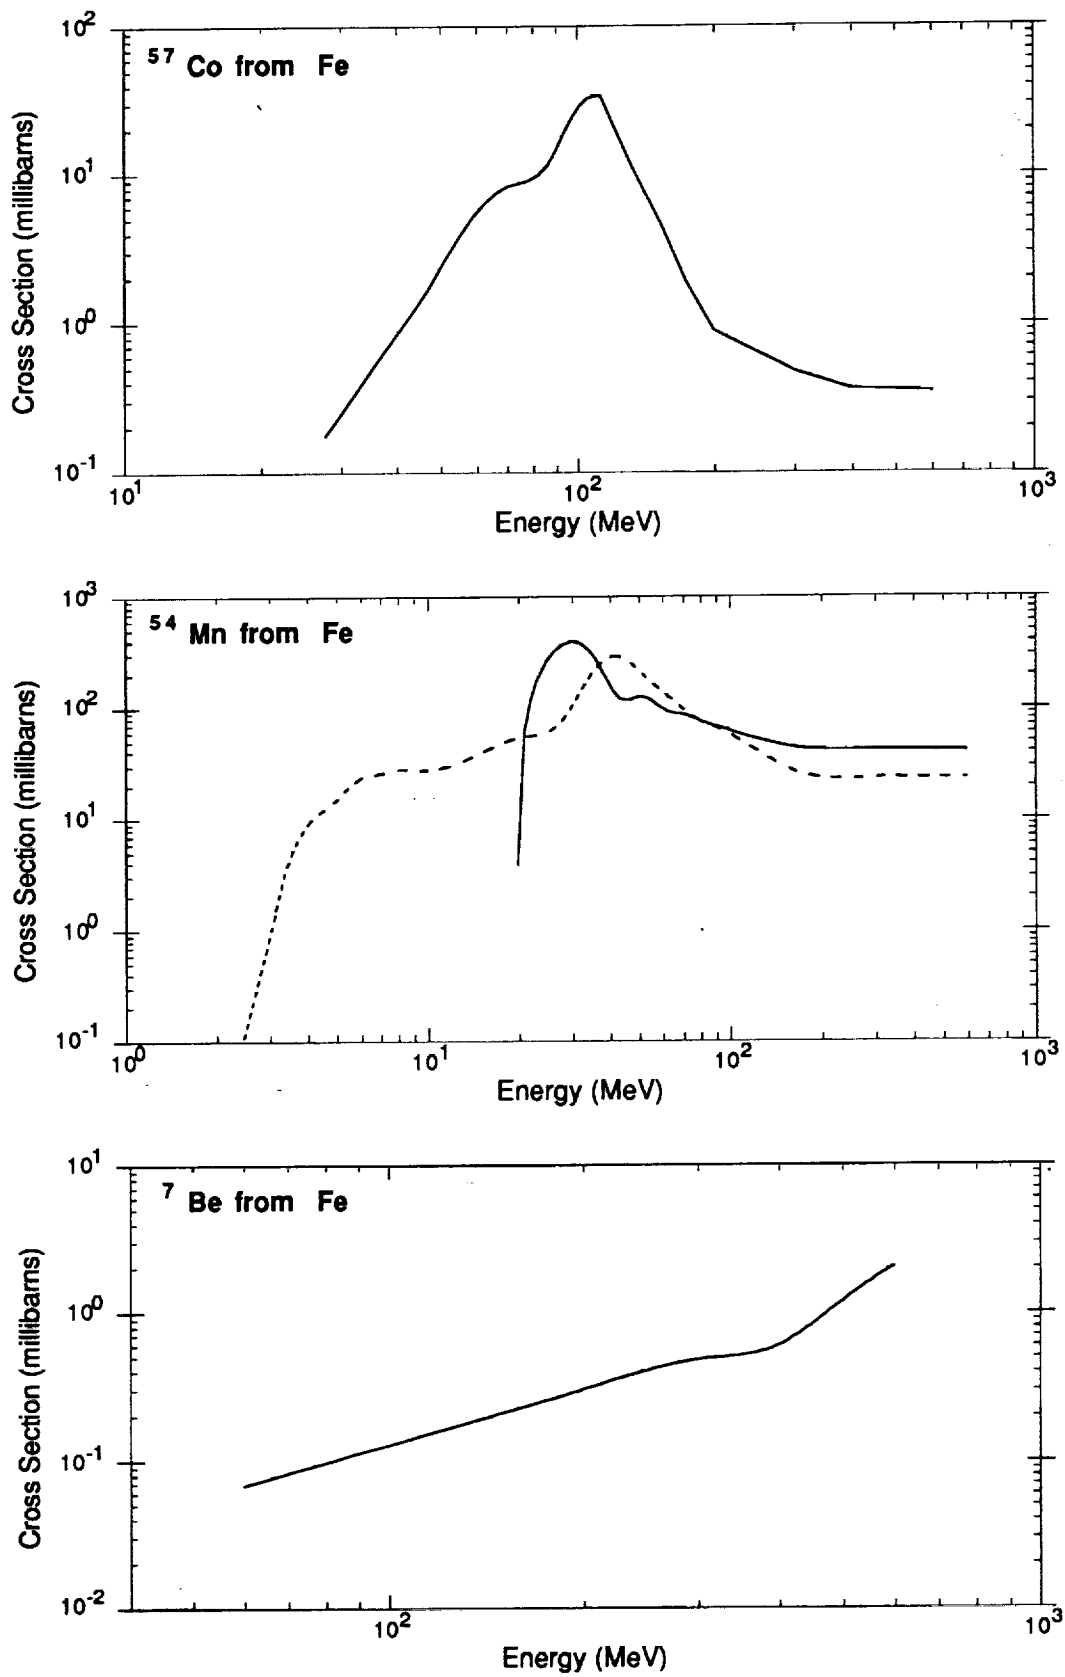 10²
⁵⁷ Co from Fe
10¹
10⁰
10⁻¹
Cross Section (millibarns)
10¹ 10² 10³
Energy (MeV)
10³
⁵⁴ Mn from Fe
10²
10¹
10⁰
10⁻¹
Cross Section (millibarns)
10⁰ 10¹ 10² 10³
Energy (MeV)
10¹
⁷ Be from Fe
10⁰
10⁻¹
10⁻²
Cross Section (millibarns)
10² 10³
Energy (MeV)